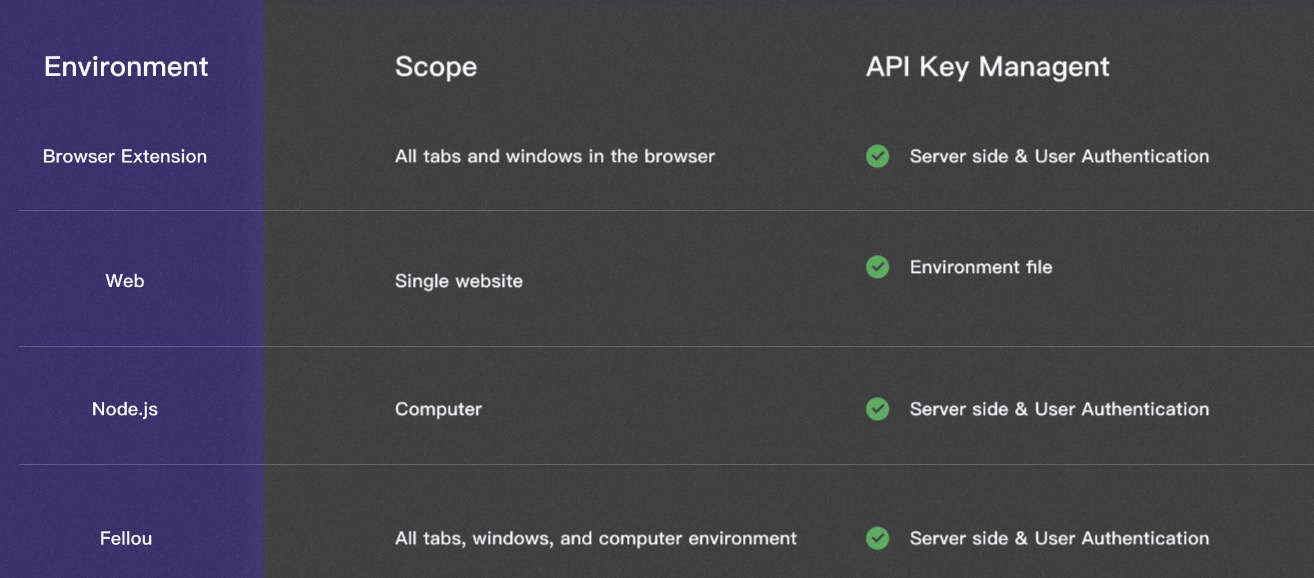 Environment Scope API Key Managent
Browser Extension All tabs and windows in the browser Server side & User Authentication
Web Single website Environment file
Node.js Computer Server side & User Authentication
Fellou All tabs, windows, and computer environment Server side & User Authentication